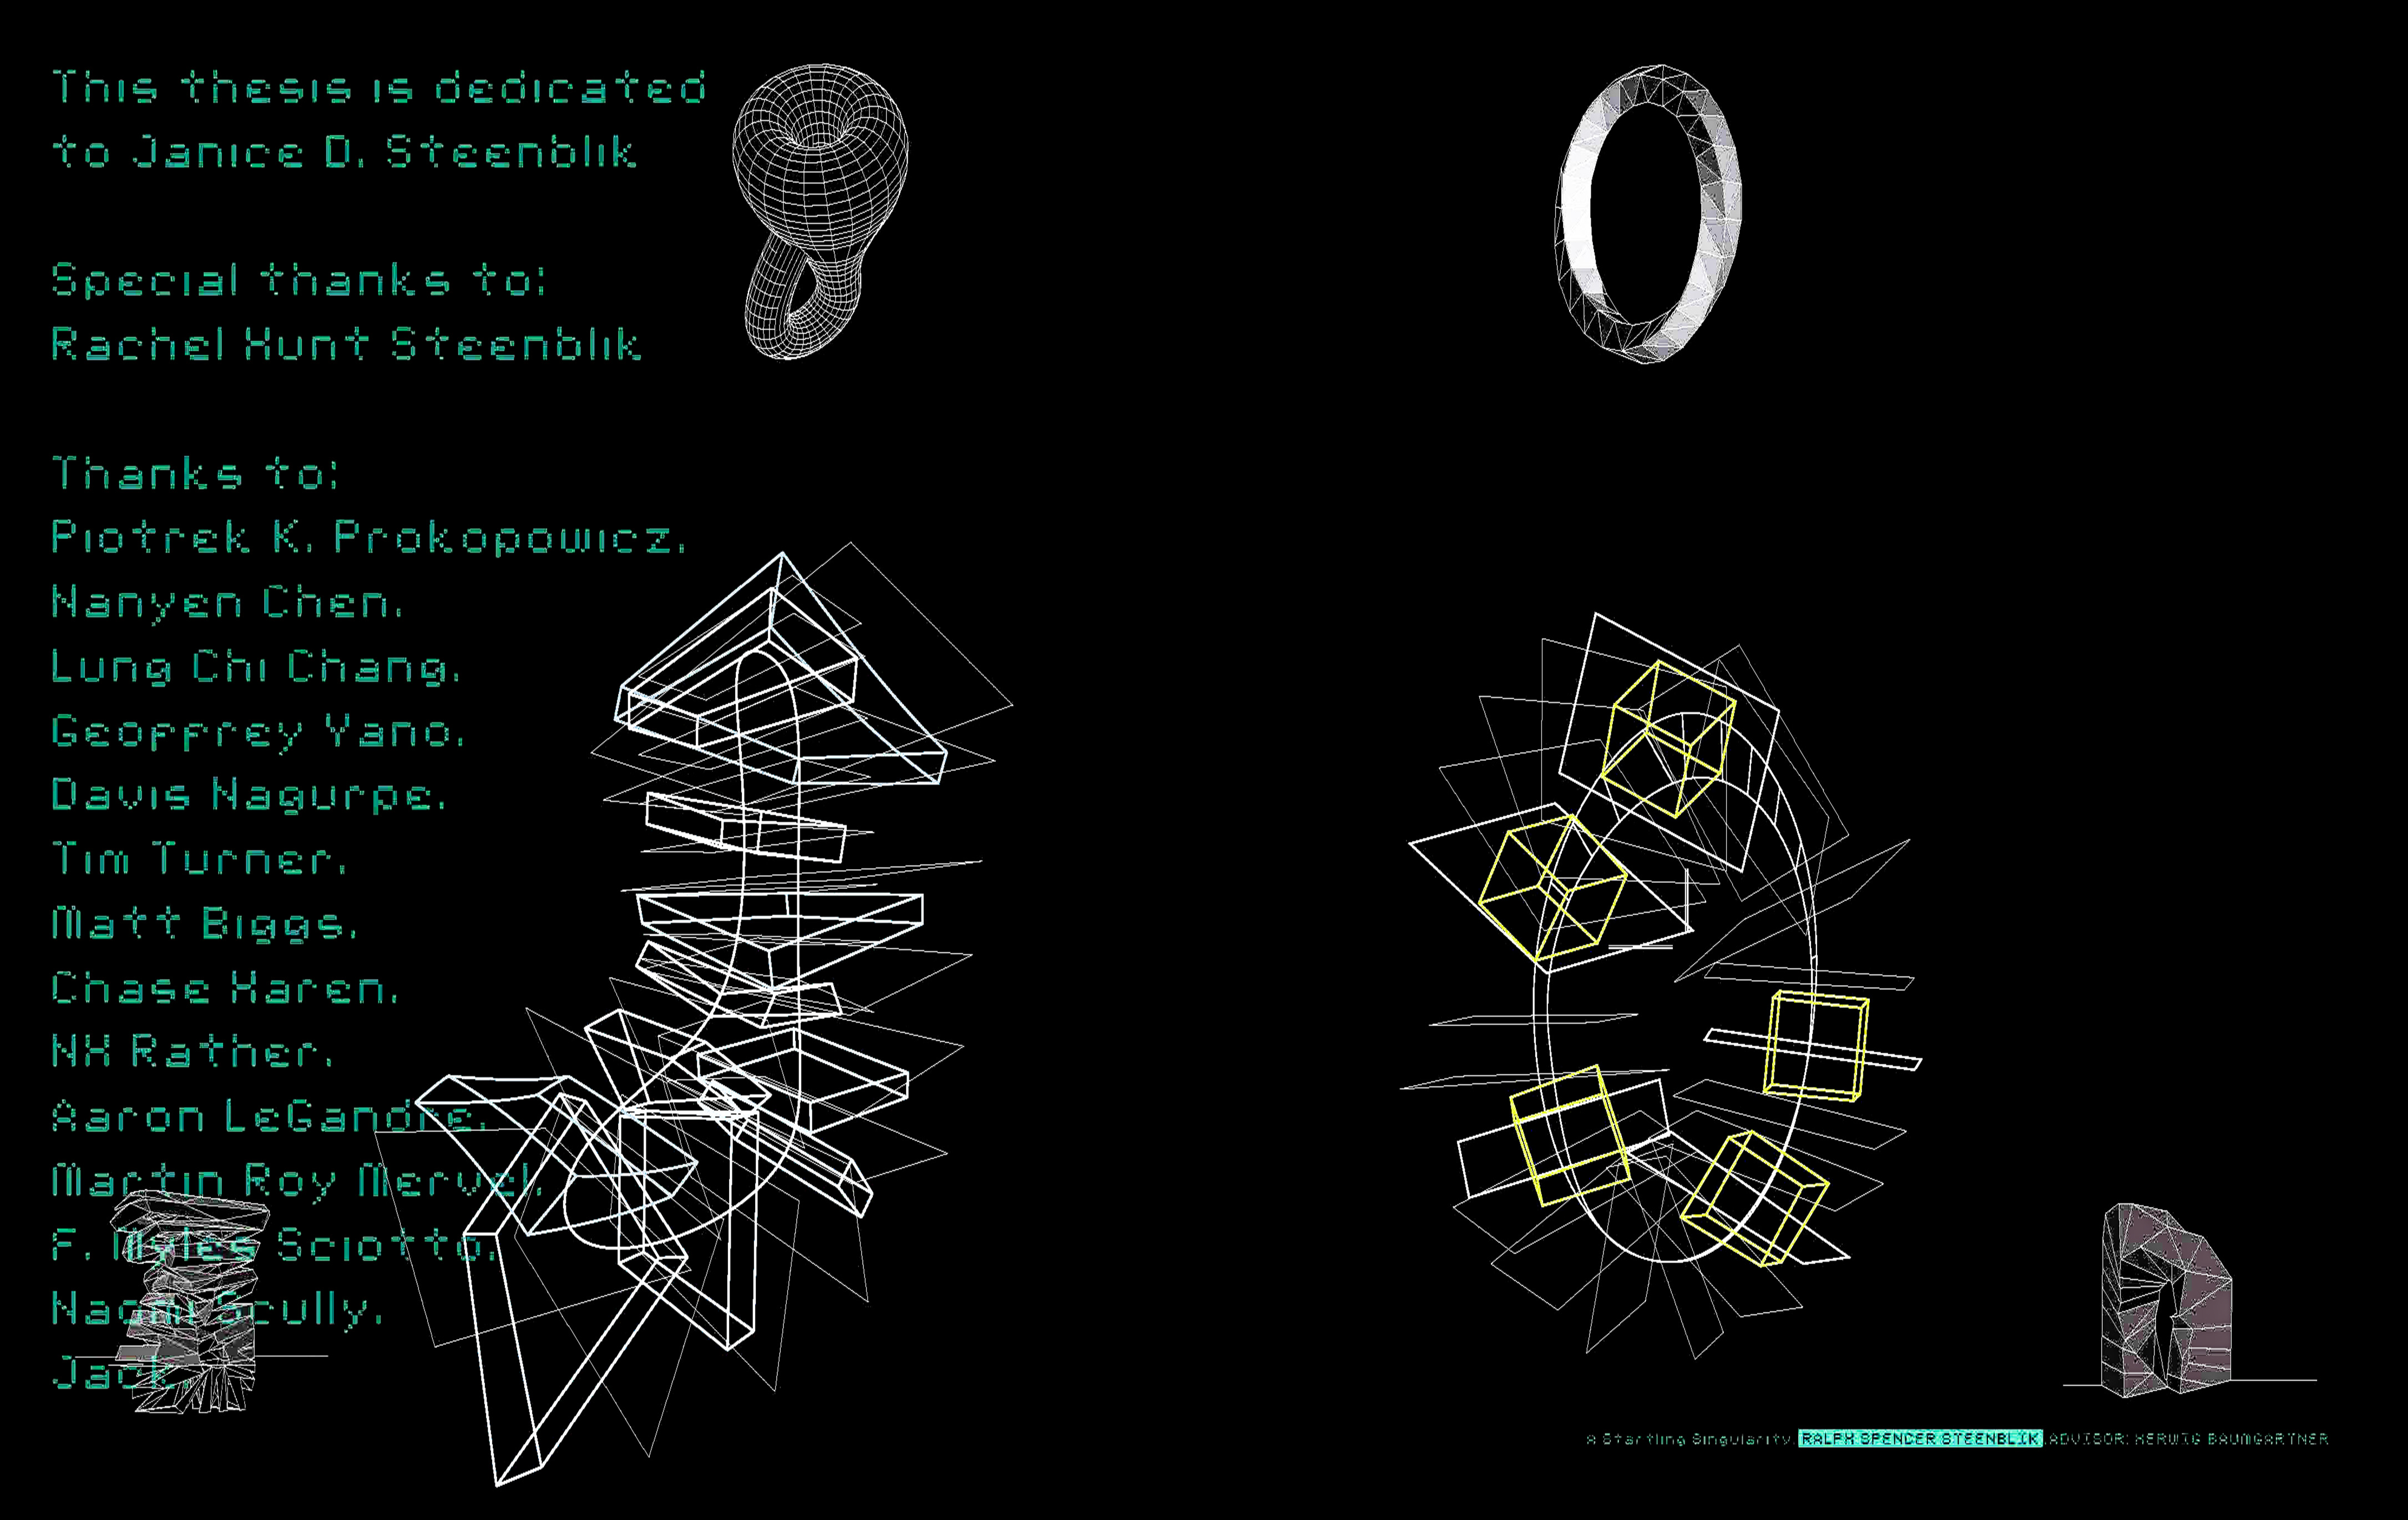 This thesis is dedicated
to Janice D. Steenblik
Special thanks to:
Rachel Hunt Steenblik
Thanks to:
Piotrek K. Prokopowicz.
Nanyen Chen.
Lung Chi Chang.
Geoffrey Yano.
Davis Nagurpe.
Tim Turner.
Matt Biggs.
Chase Haren.
NH Rather.
Aaron LeGandre.
Martin Roy Mervel.
F. Myles Sciotto.
Naomi Scully.
Jack.
A Startling Singularity. RALPH SPENCER STEENBLIK ADVISOR: HERWIG BAUMGARTNER